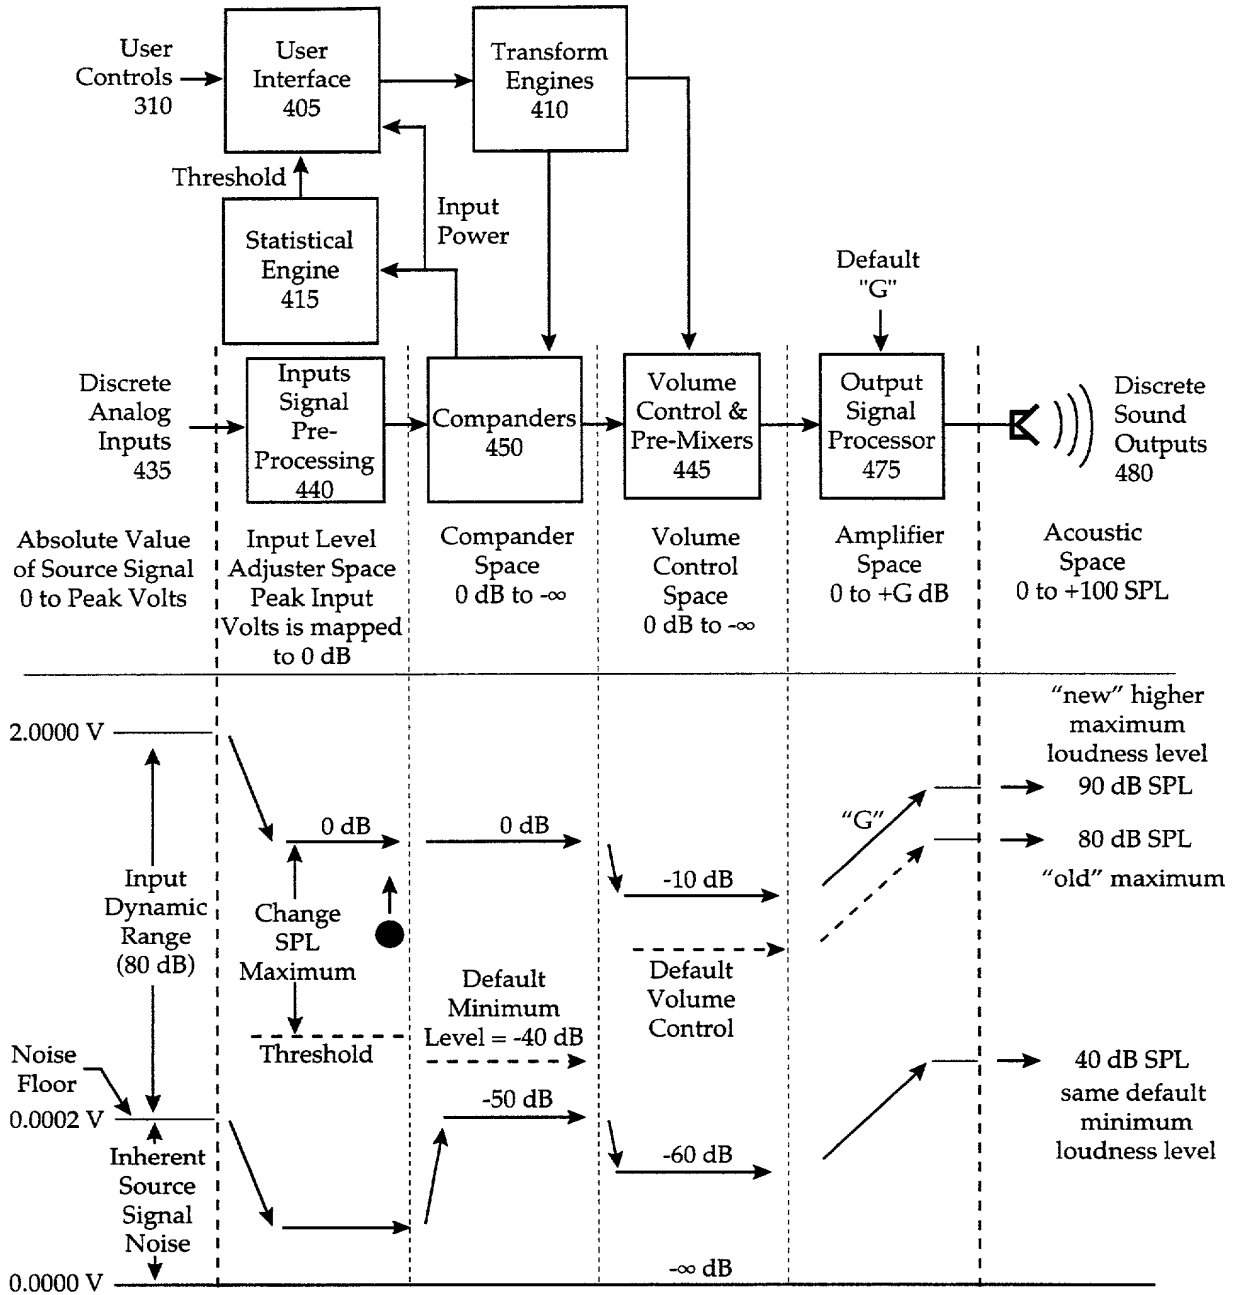 User
Controls
310
User
Interface
405
Transform
Engines
410
Threshold
Input
Power
Statistical
Engine
415
Default
"G"
Discrete
Analog
Inputs
435
Inputs
Signal
Pre-
Processing
440
Companders
450
Volume
Control &
Pre-Mixers
445
Output
Signal
Processor
475
Discrete
Sound
Outputs
480
Absolute Value
of Source Signal
0 to Peak Volts
Input Level
Adjuster Space
Peak Input
Volts is mapped
to 0 dB
Compander
Space
0 dB to -∞
Volume
Control
Space
0 dB to -∞
Amplifier
Space
0 to +G dB
Acoustic
Space
0 to +100 SPL
2.0000 V
Input
Dynamic
Range
(80 dB)
Noise
Floor
0.0002 V
Inherent
Source
Signal
Noise
0.0000 V
0 dB
Change
SPL
Maximum
Threshold
0 dB
Default
Minimum
Level = -40 dB
-50 dB
-10 dB
Default
Volume
Control
-60 dB
-∞ dB
"G"
“new” higher
maximum
loudness level
90 dB SPL
80 dB SPL
“old” maximum
40 dB SPL
same default
minimum
loudness level